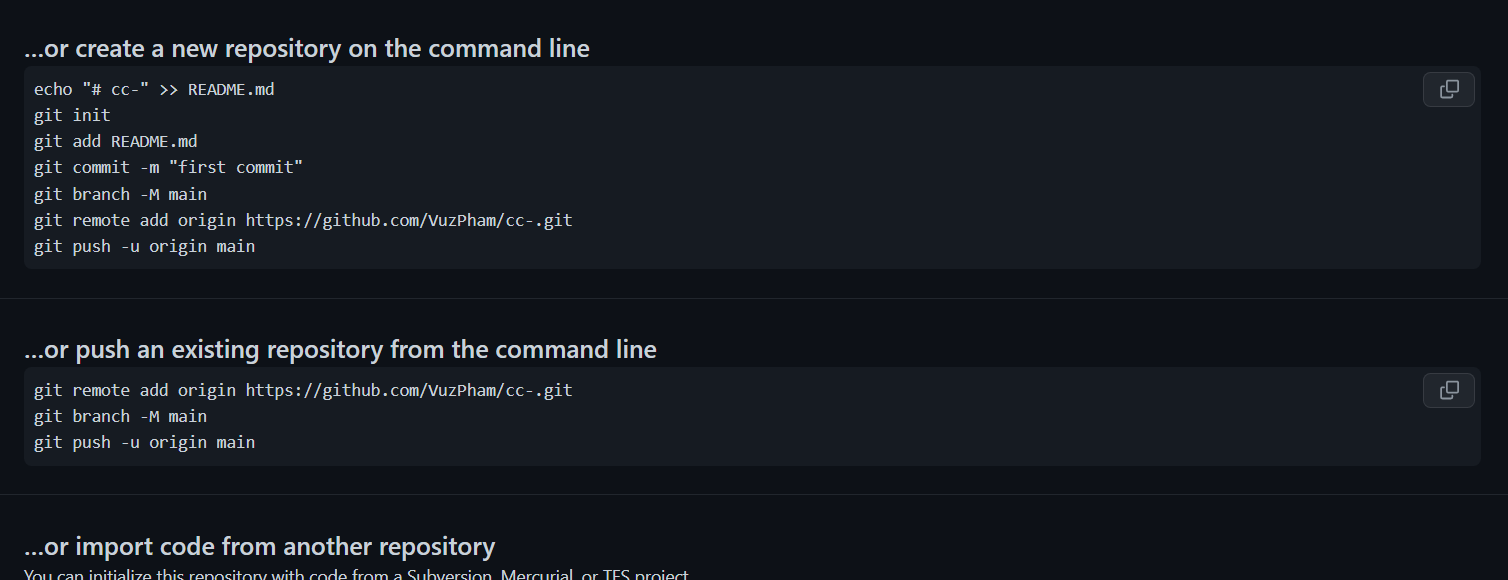 ...or create a new repository on the command line
echo "# cc-" >> README.md
git init
git add README.md
git commit -m "first commit"
git branch -M main
git remote add origin https://github.com/VuzPham/cc-.git
git push -u origin main
...or push an existing repository from the command line
git remote add origin https://github.com/VuzPham/cc-.git
git branch -M main
git push -u origin main
...or import code from another repository
You can initialize this repository with code from a Subversion, Mercurial, or TFS project.